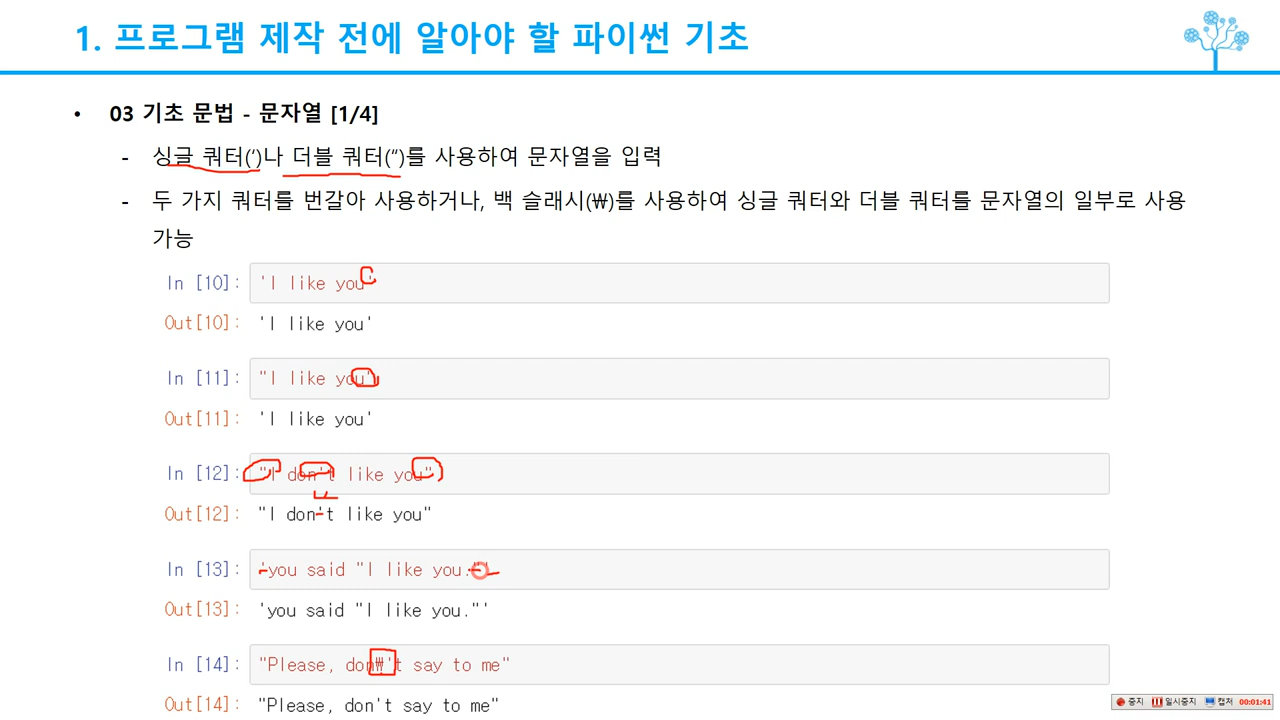 1. 프로그램 제작 전에 알아야 할 파이썬 기초
• 03 기초 문법 - 문자열 [1/4]
- 싱글 쿼터(')나 더블 쿼터(")를 사용하여 문자열을 입력
- 두 가지 쿼터를 번갈아 사용하거나, 백 슬래시(₩)를 사용하여 싱글 쿼터와 더블 쿼터를 문자열의 일부로 사용
가능
In [10]: 'I like you'
Out[10]: 'I like you'
In [11]: "I like you"
Out[11]: 'I like you'
In [12]: "I don't like you"
Out[12]: "I don't like you"
In [13]: 'you said "I like you."'
Out[13]: 'you said "I like you."'
In [14]: "Please, don₩'t say to me"
Out[14]: "Please, don't say to me"
중지 일시중지 캡처 00:01:41